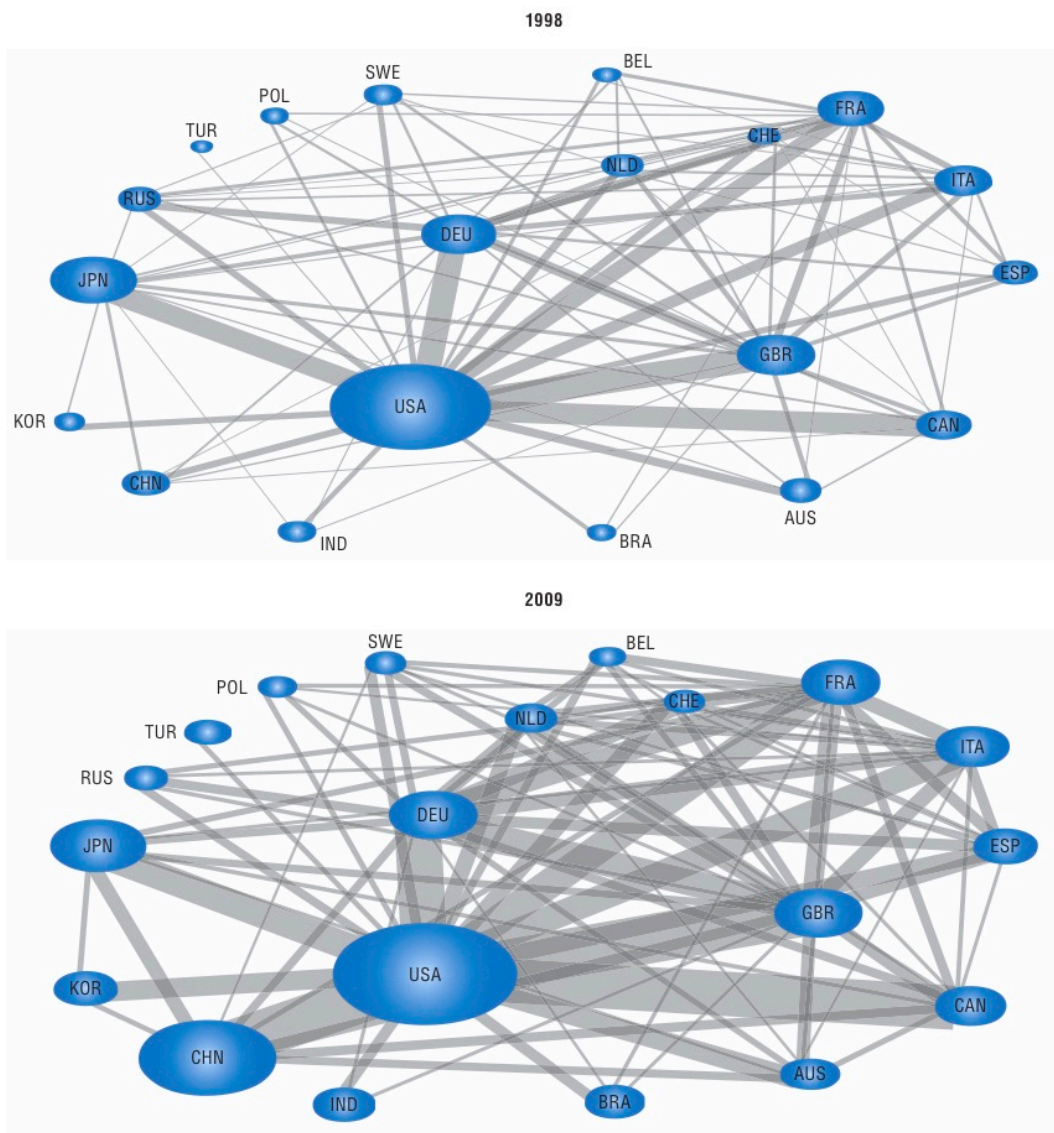 1998
BEL
SWE
POL
FRA
CHE
TUR
NLD
ITA
RUS
DEU
ESP
JPN
GBR
USA
KOR
CAN
CHN
AUS
IND
BRA
2009
SWE
BEL
POL
FRA
CHE
NLD
TUR
ITA
RUS
DEU
JPN
ESP
GBR
USA
KOR
CAN
CHN
AUS
IND
BRA